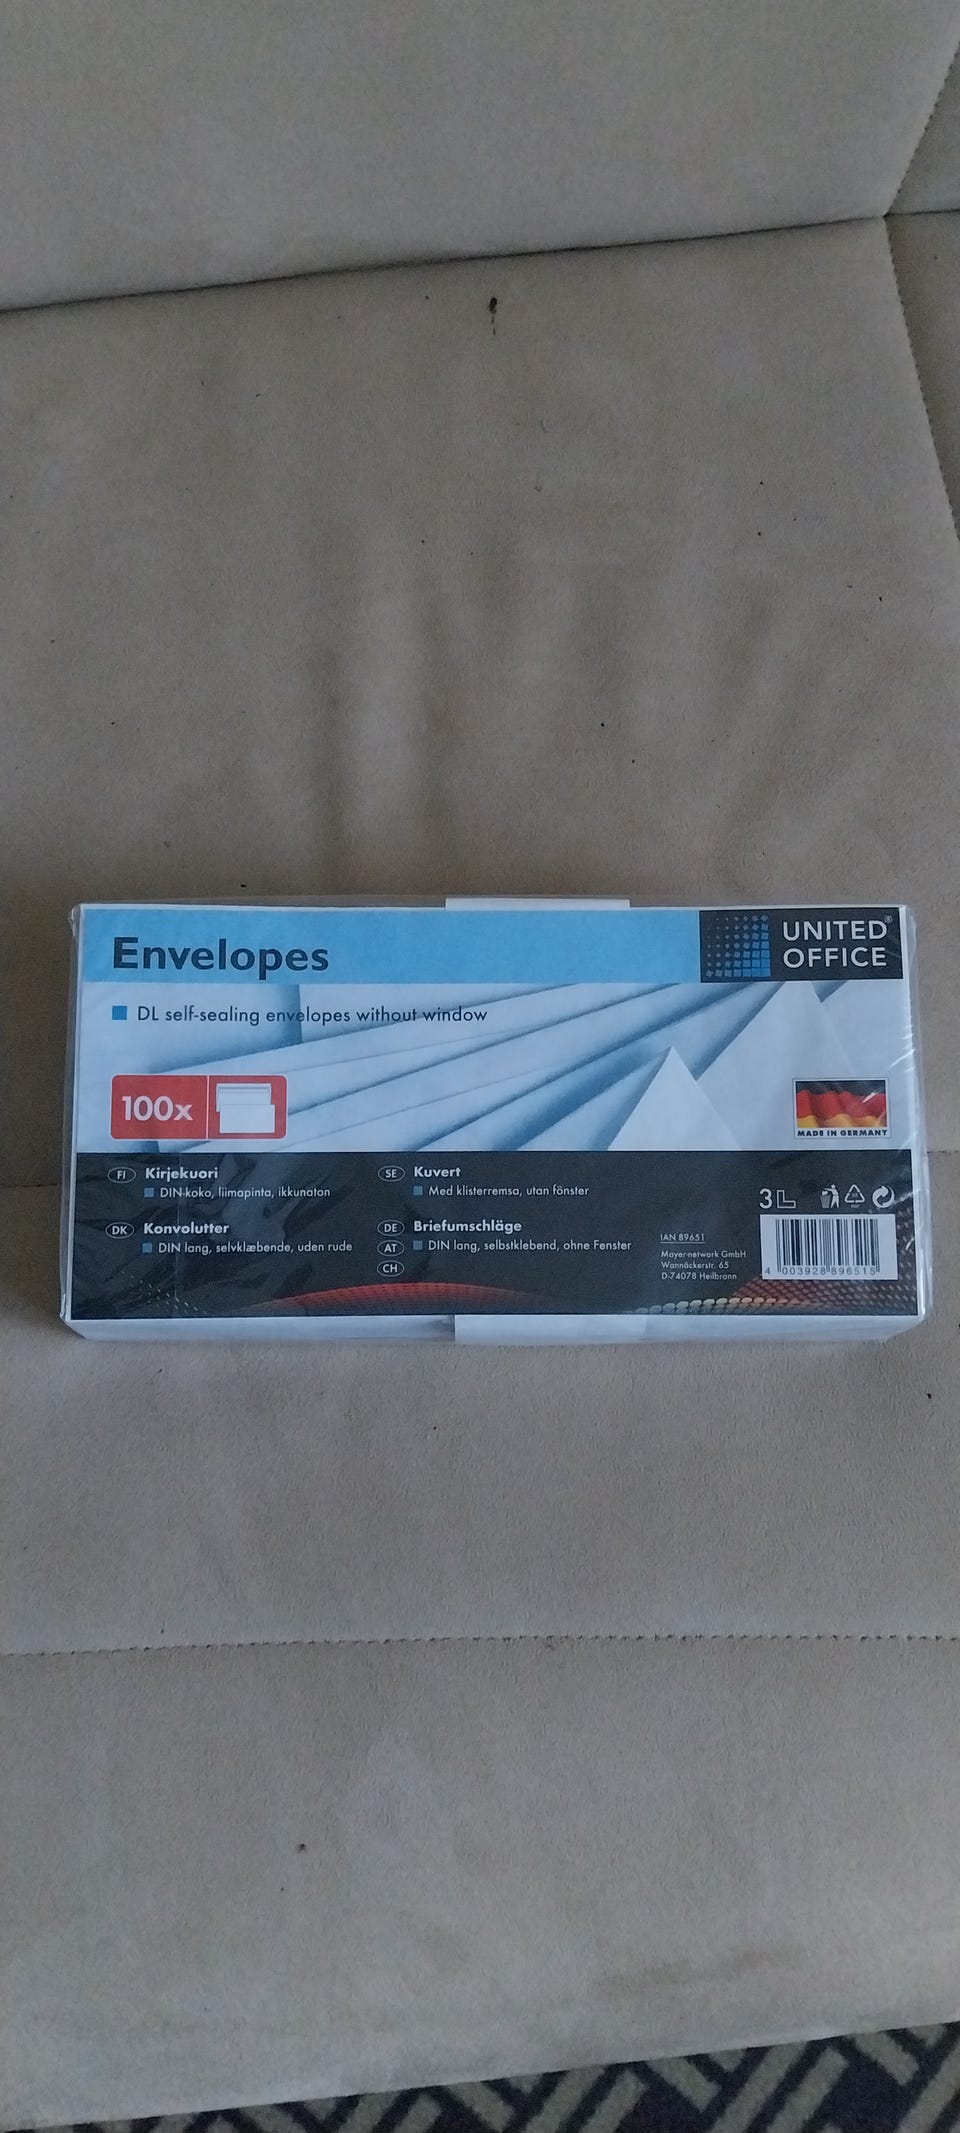 Envelopes
UNITED®
OFFICE
DL self-sealing envelopes without window
100x
MADE IN GERMANY
FI Kirjekuori
DIN-koko, liimapinta, ikkunaton
SE Kuvert
Med klisterremsa, utan fönster
DK Konvolutter
DIN lang, selvklæbende, uden rude
DE Briefumschläge
AT DIN lang, selbstklebend, ohne Fenster
CH
IAN 89651
Mayer-network GmbH
Wannäckerstr. 65
D-74078 Heilbronn
3L
4 003928 896515